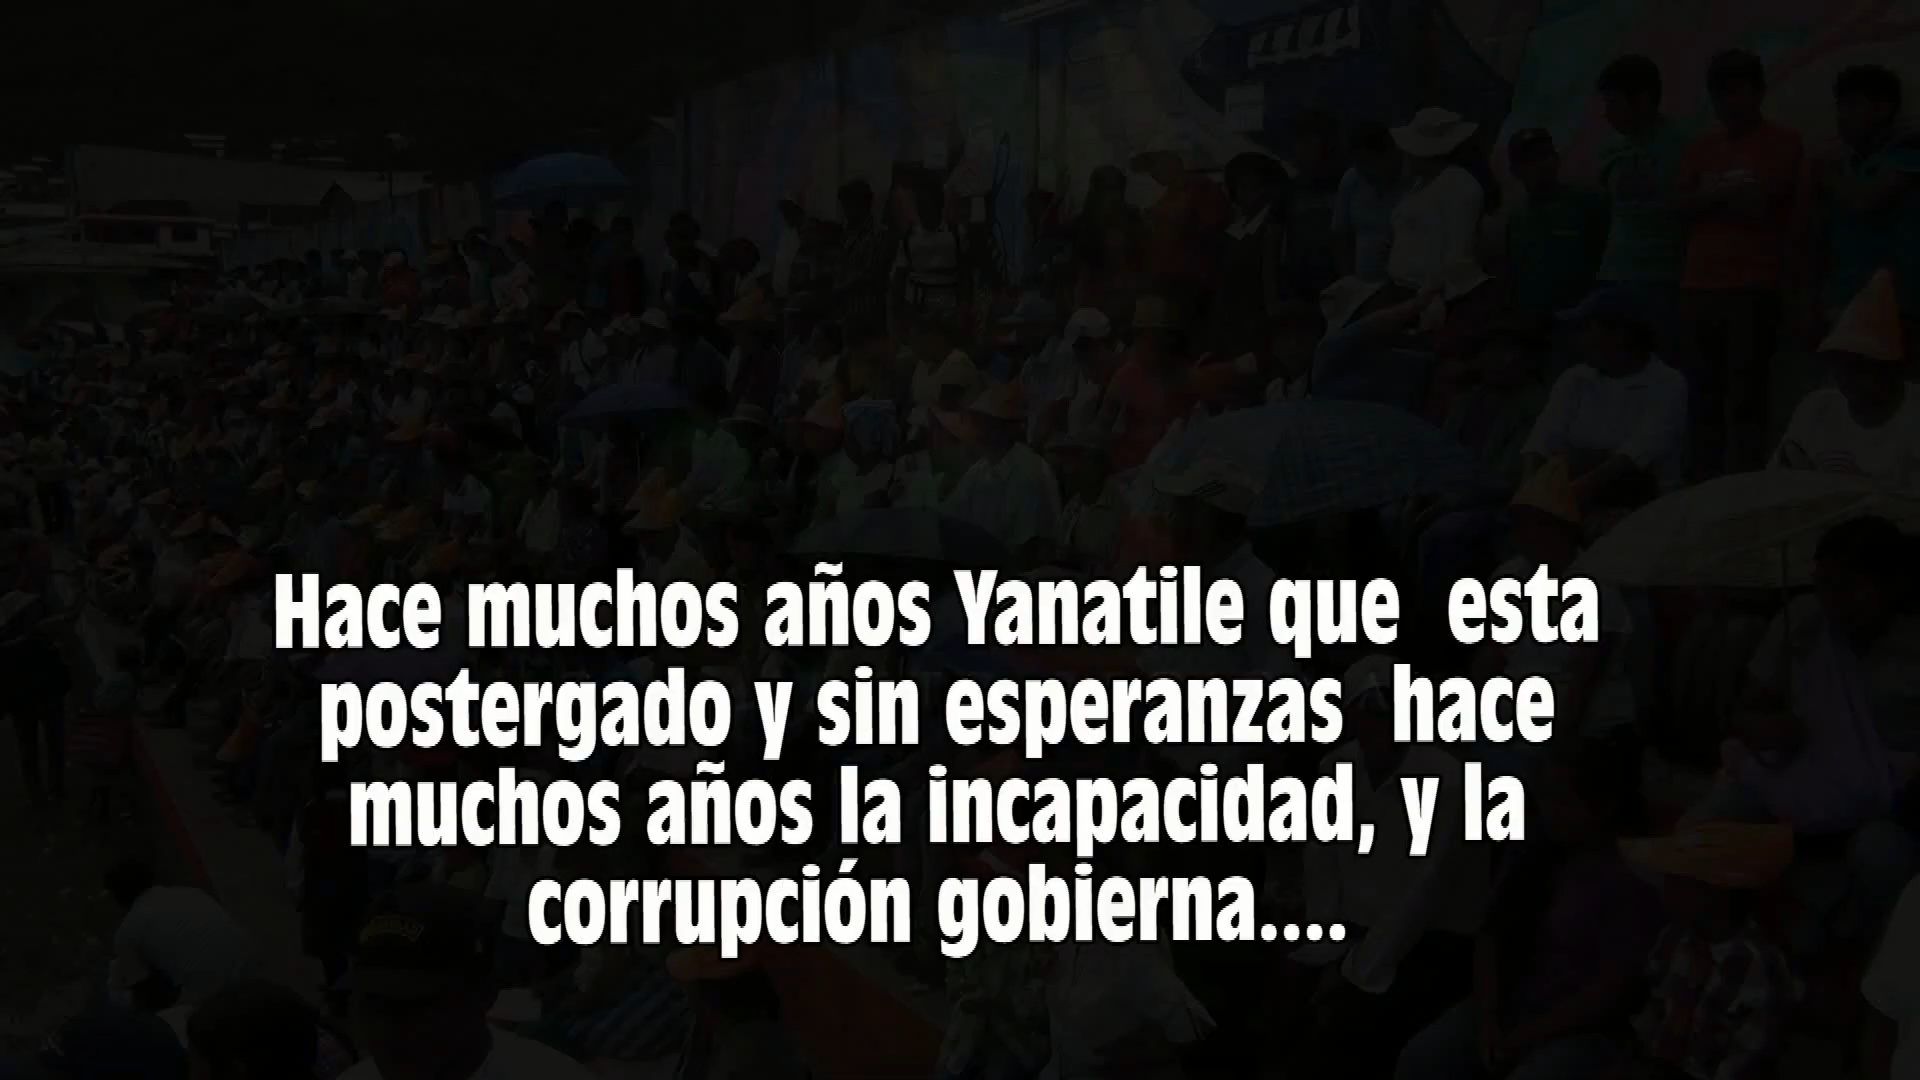 Hace muchos años Yanatile que esta
postergado y sin esperanzas hace
muchos años la incapacidad, y la
corrupción gobierna....